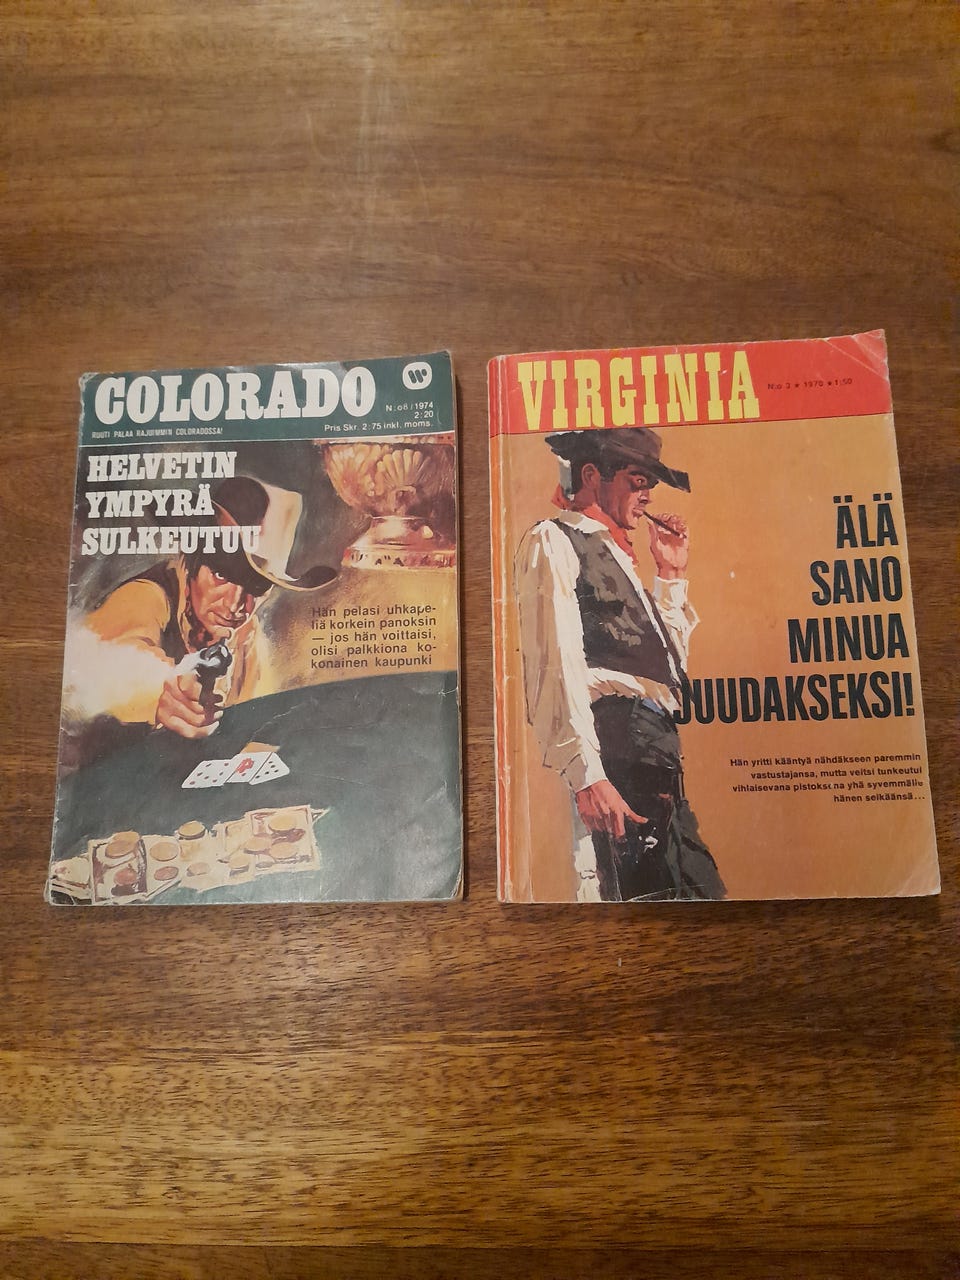 COLORADO
N:o8/1974
2:20
Pris Skr. 2:75 inkl. moms.
RUUTI PALAA RAJUIMMIN COLORADOSSA!
HELVETIN
YMPYRÄ
SULKEUTUU
Hän pelasi uhkape-
liä korkein panoksin
— jos hän voittaisi,
olisi palkkiona ko-
konainen kaupunki
VIRGINIA
N:o 3 ★ 1970 ★ 1:50
ÄLÄ
SANO
MINUA
JUUDAKSEKSI!
Hän yritti kääntyä nähdäkseen paremmin
vastustajansa, mutta veitsi tunkeutui
vihlaisevana pistoksena yhä syvemmälle
hänen selkäänsä...